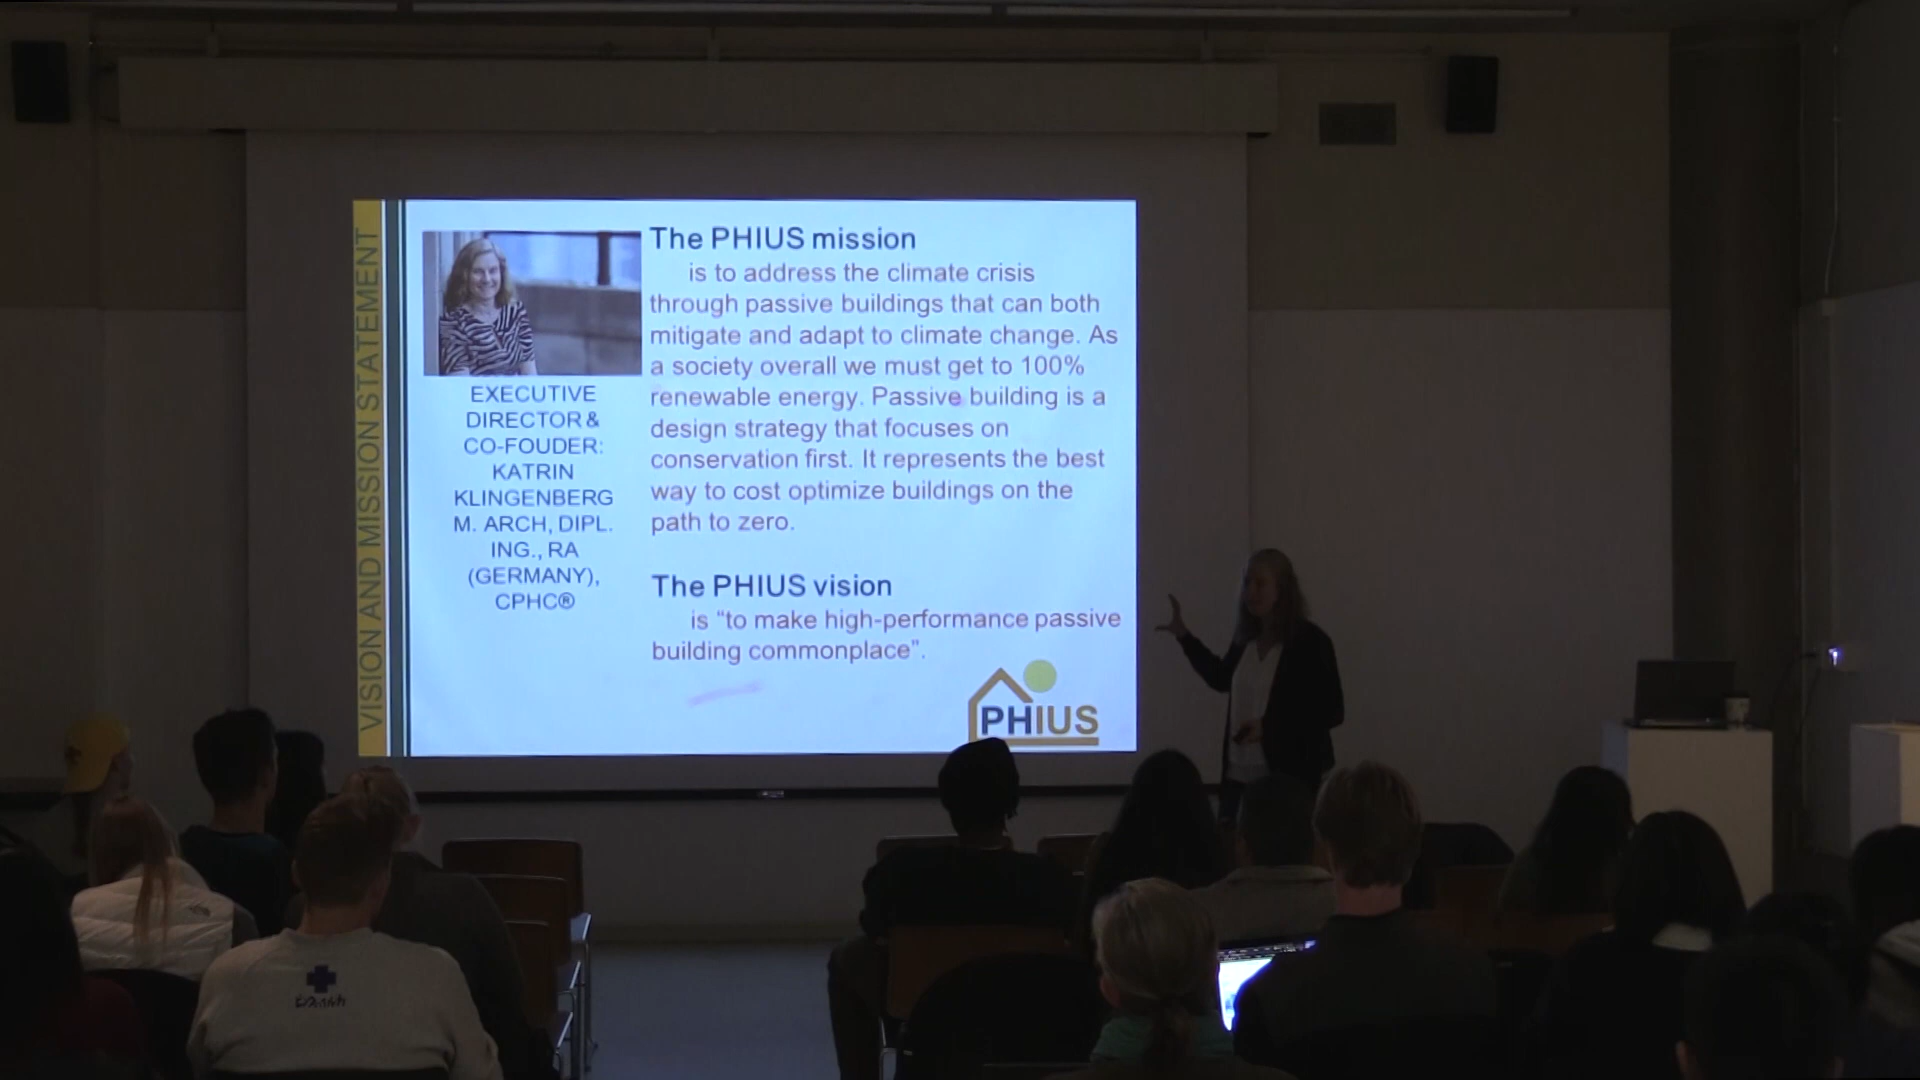 VISION AND MISSION STATEMENT
EXECUTIVE
DIRECTOR &
CO-FOUDER:
KATRIN
KLINGENBERG
M. ARCH, DIPL.
ING., RA
(GERMANY),
CPHC®
The PHIUS mission
is to address the climate crisis
through passive buildings that can both
mitigate and adapt to climate change. As
a society overall we must get to 100%
renewable energy. Passive building is a
design strategy that focuses on
conservation first. It represents the best
way to cost optimize buildings on the
path to zero.
The PHIUS vision
is “to make high-performance passive
building commonplace”.
PHIUS